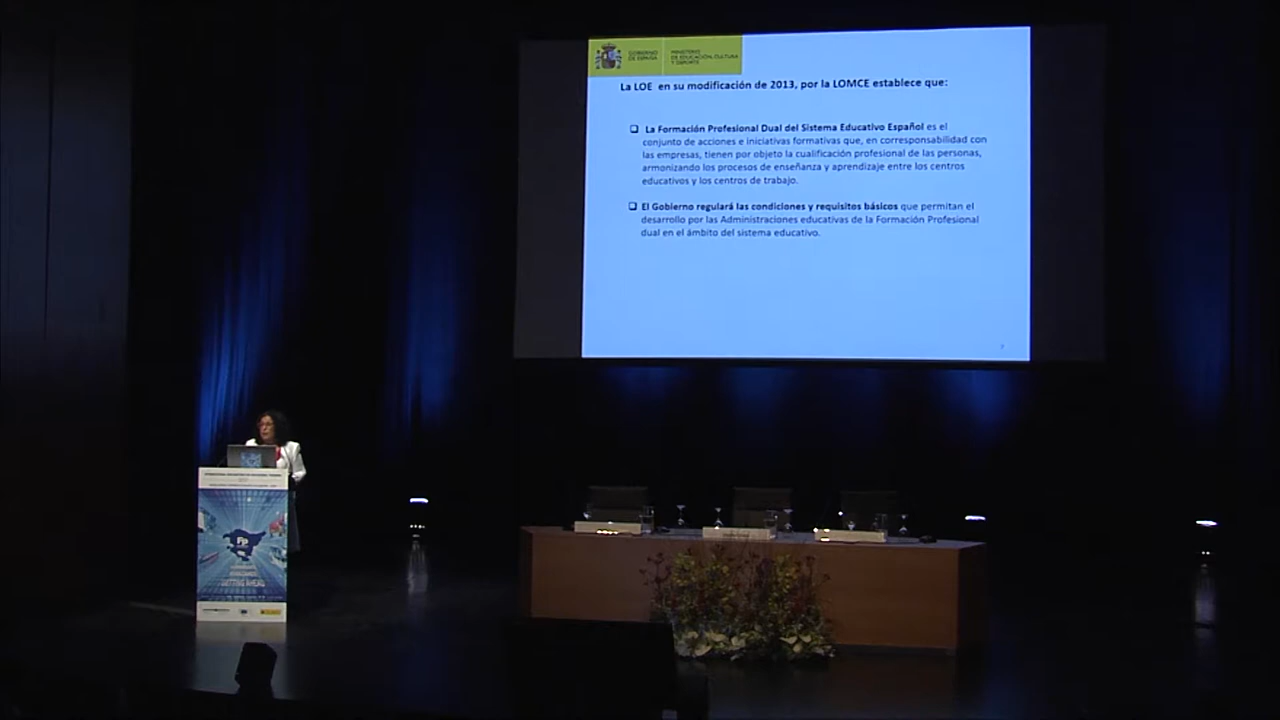 GOBIERNO
DE ESPAÑA
MINISTERIO
DE EDUCACIÓN, CULTURA
Y DEPORTE
La LOE en su modificación de 2013, por la LOMCE establece que:
❑ La Formación Profesional Dual del Sistema Educativo Español es el
conjunto de acciones e iniciativas formativas que, en corresponsabilidad con
las empresas, tienen por objeto la cualificación profesional de las personas,
armonizando los procesos de enseñanza y aprendizaje entre los centros
educativos y los centros de trabajo.
❑ El Gobierno regulará las condiciones y requisitos básicos que permitan el
desarrollo por las Administraciones educativas de la Formación Profesional
dual en el ámbito del sistema educativo.
Fp
GETTING AHEAD